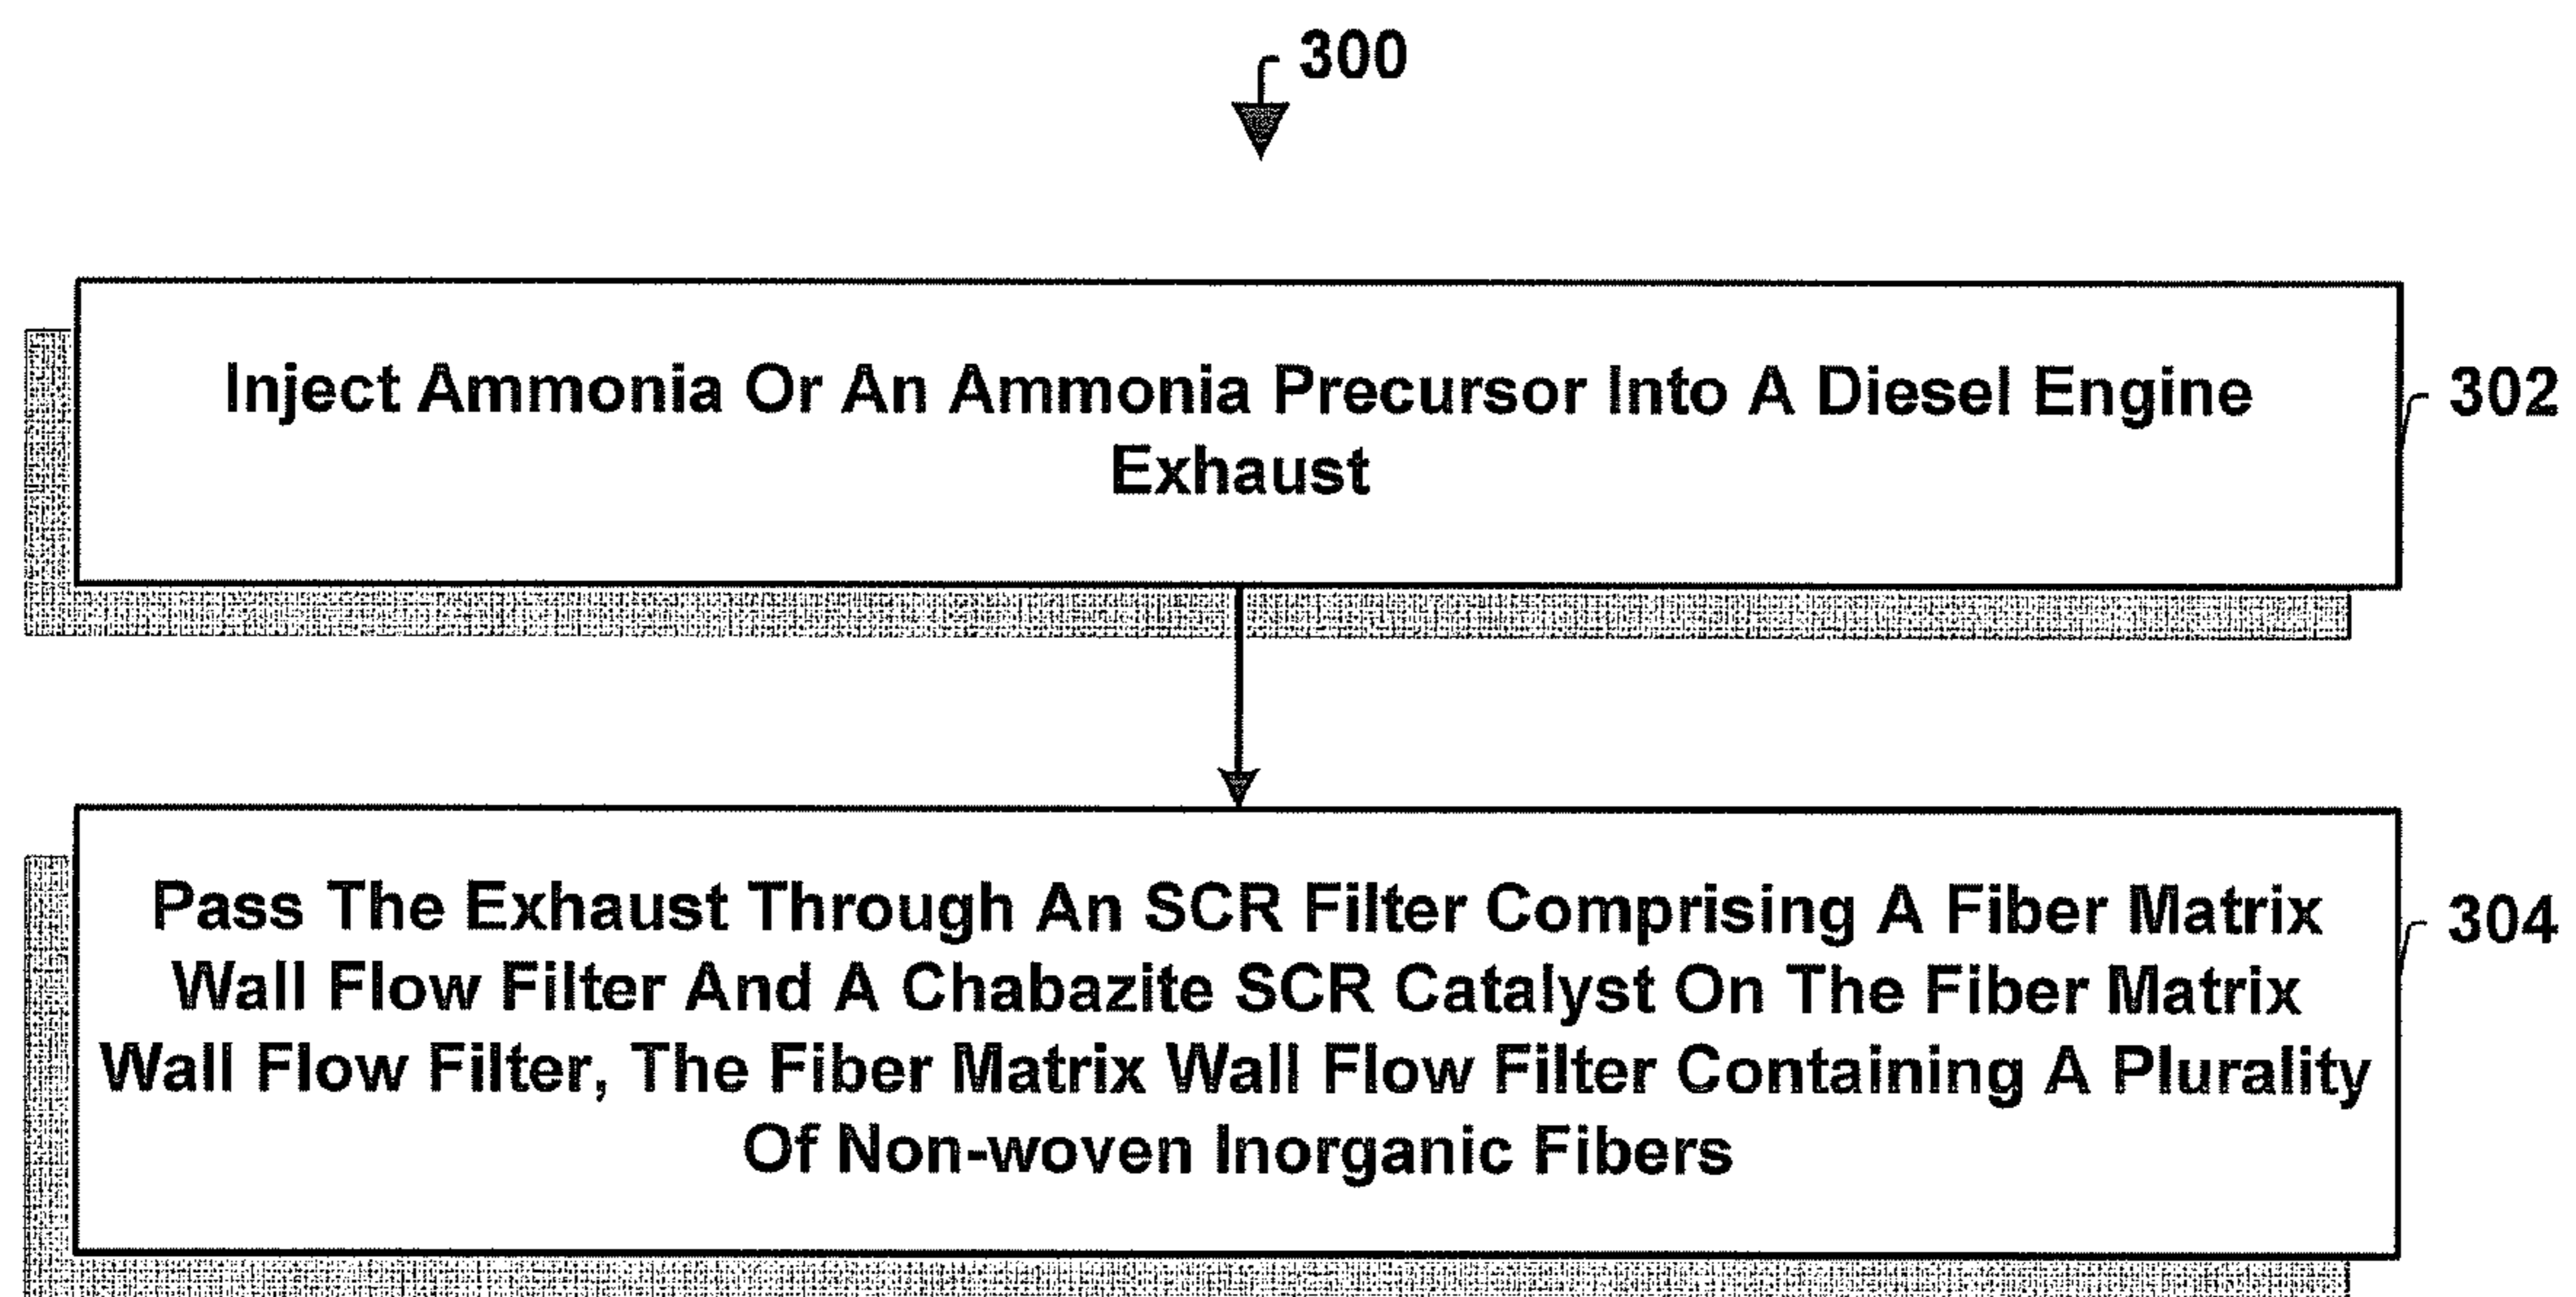 300
Inject Ammonia Or An Ammonia Precursor Into A Diesel Engine
Exhaust
302
Pass The Exhaust Through An SCR Filter Comprising A Fiber Matrix
Wall Flow Filter And A Chabazite SCR Catalyst On The Fiber Matrix
Wall Flow Filter, The Fiber Matrix Wall Flow Filter Containing A Plurality
Of Non-woven Inorganic Fibers
304